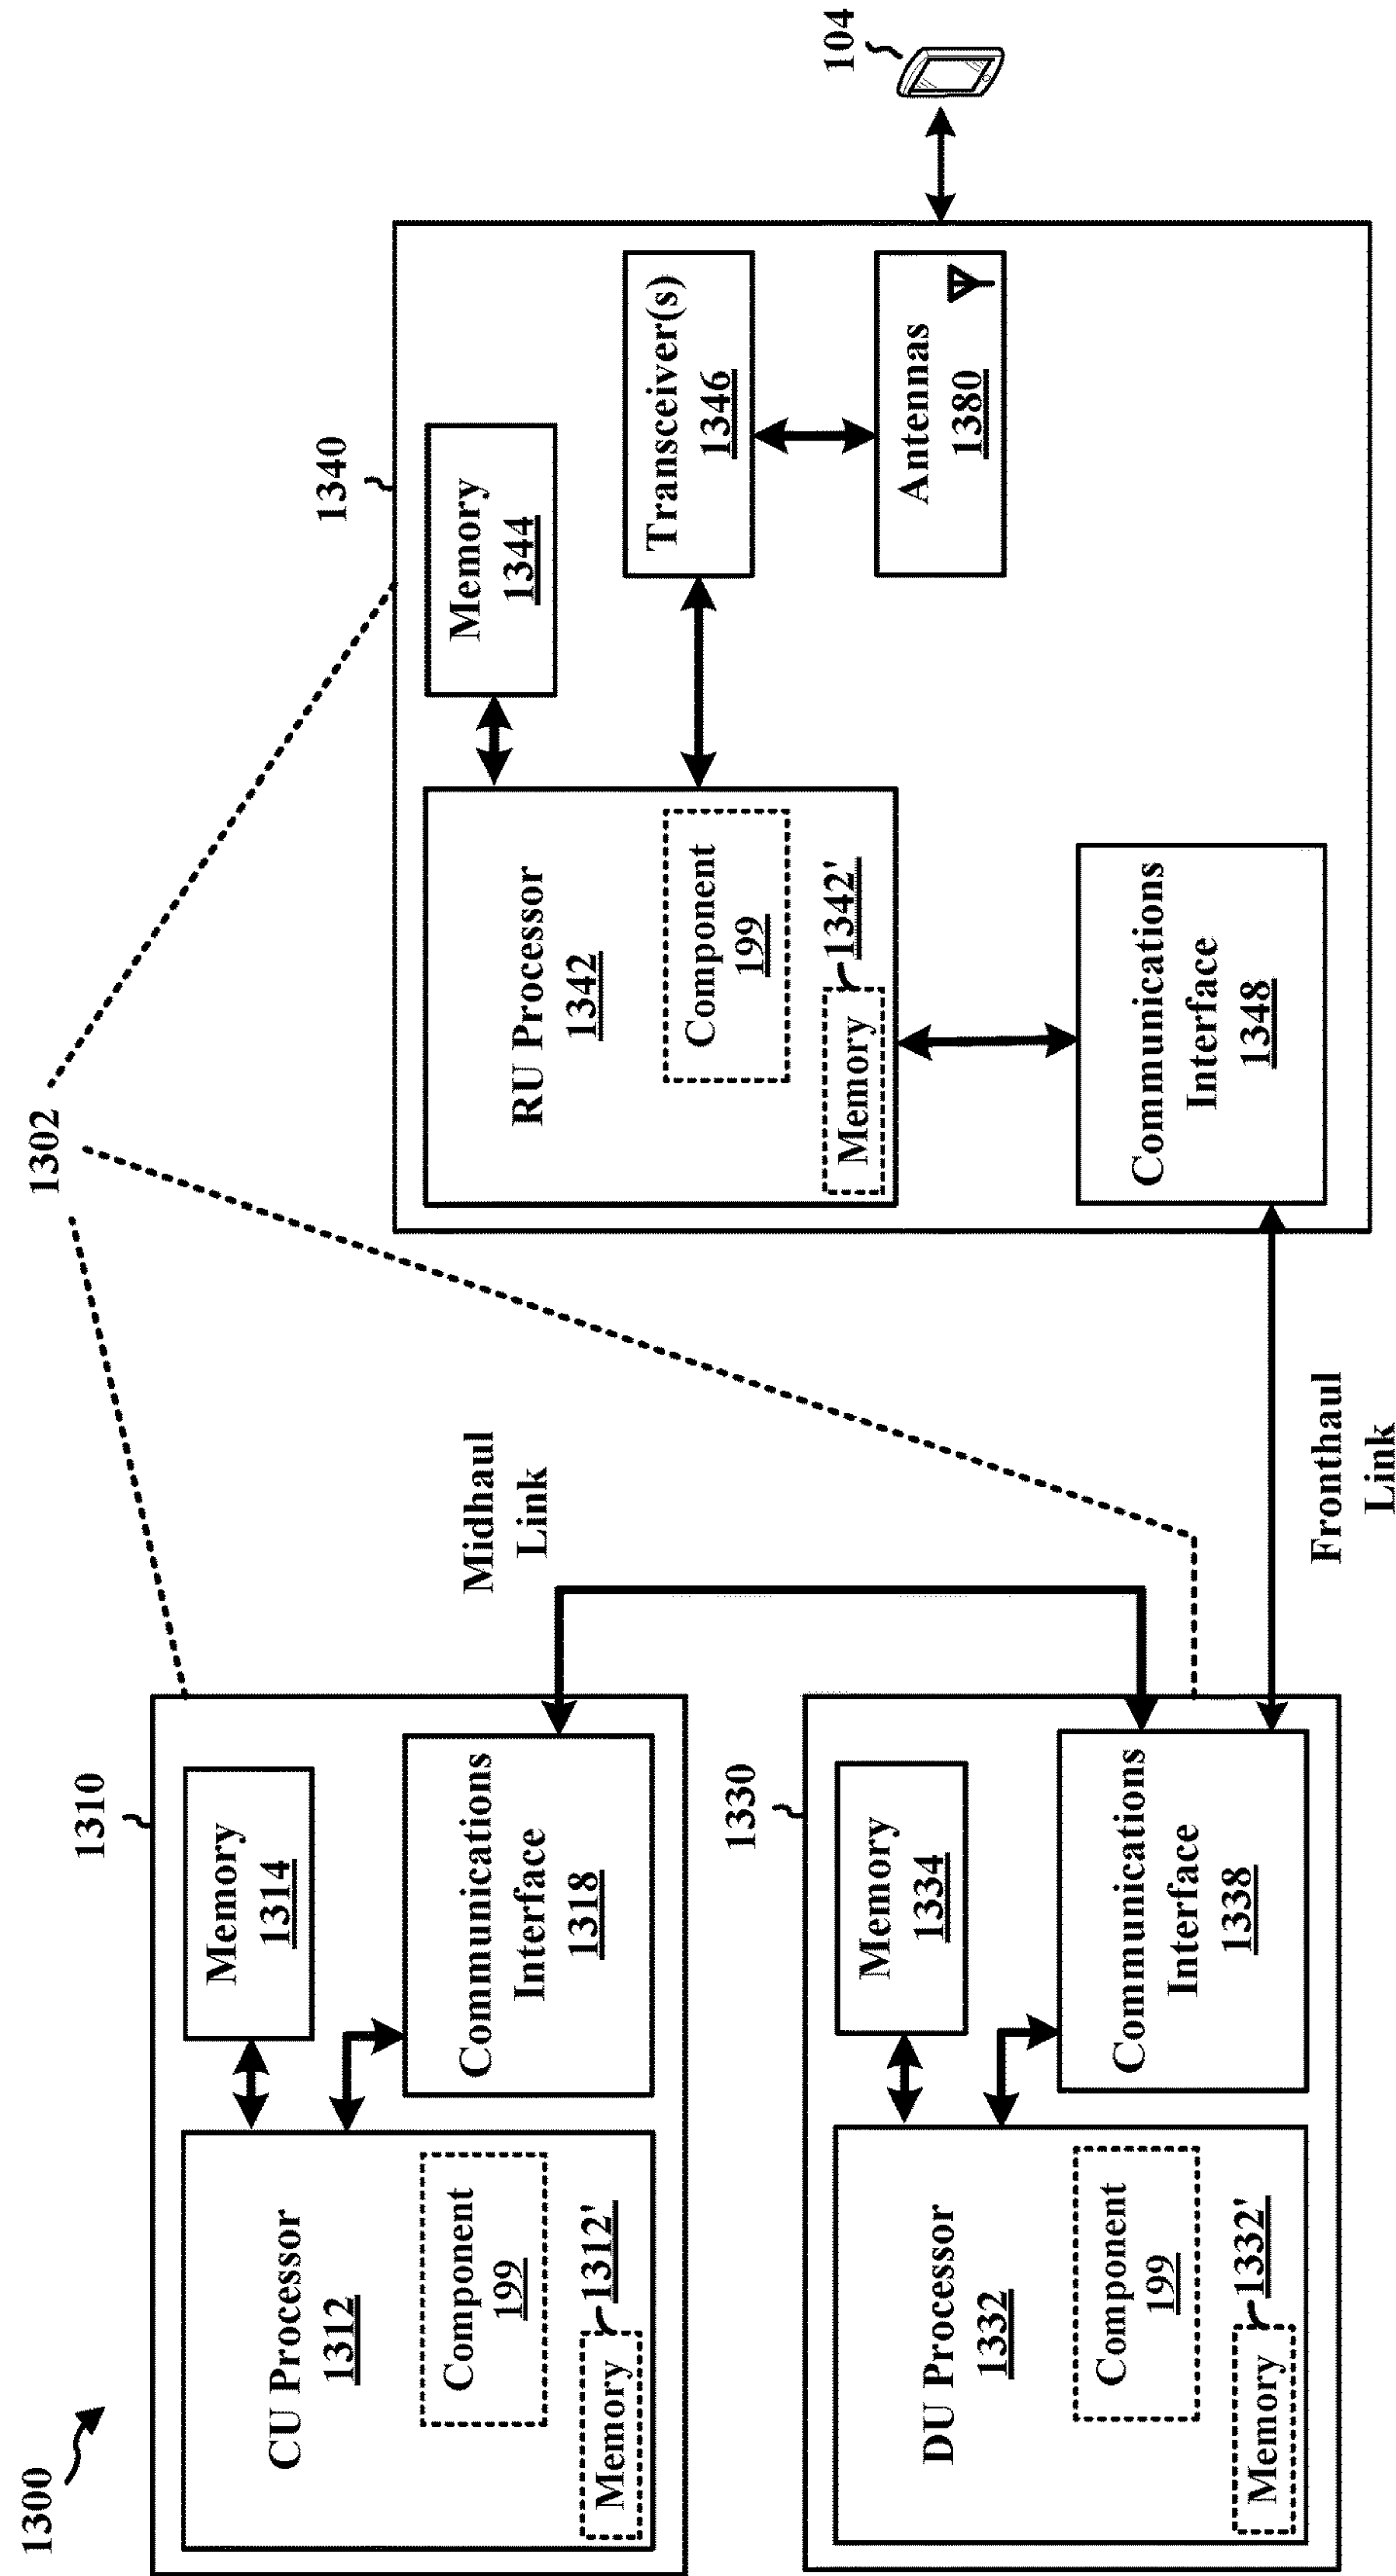 1300
1302
1310
CU Processor
1312
Component
199
Memory
1312'
Memory
1314
Communications
Interface
1318
Midhaul
Link
1330
DU Processor
1332
Component
199
Memory
1332'
Memory
1334
Communications
Interface
1338
Fronthaul
Link
1340
RU Processor
1342
Component
199
Memory
1342'
Memory
1344
Transceiver(s)
1346
Antennas
1380
Communications
Interface
1348
104